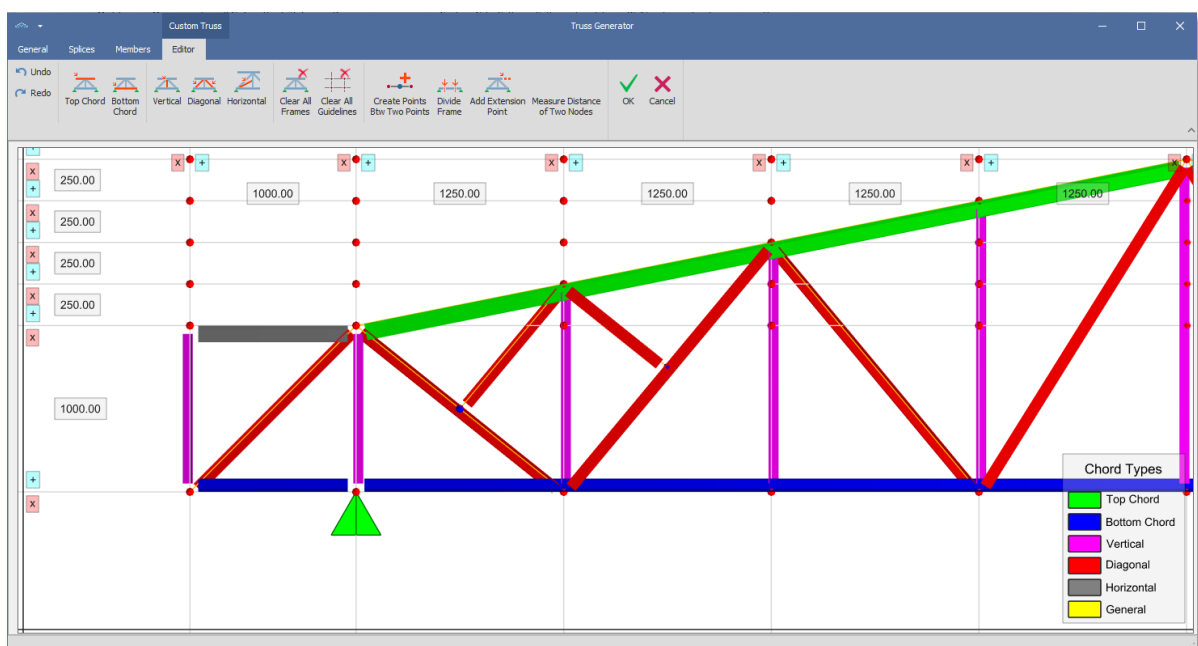 Custom Truss
Truss Generator
General Splices Members Editor
Undo
Redo
Top Chord
Bottom
Chord
Vertical
Diagonal
Horizontal
Clear All
Frames
Clear All
Guidelines
Create Points
Btw Two Points
Divide
Frame
Add Extension
Point
Measure Distance
of Two Nodes
OK
Cancel
x + x + x + x + x + x
x
+
250.00
1000.00 1250.00 1250.00 1250.00 1250.00
x
+
250.00
x
+
250.00
x
+
250.00
x
1000.00
+
x
Chord Types
Top Chord
Bottom Chord
Vertical
Diagonal
Horizontal
General